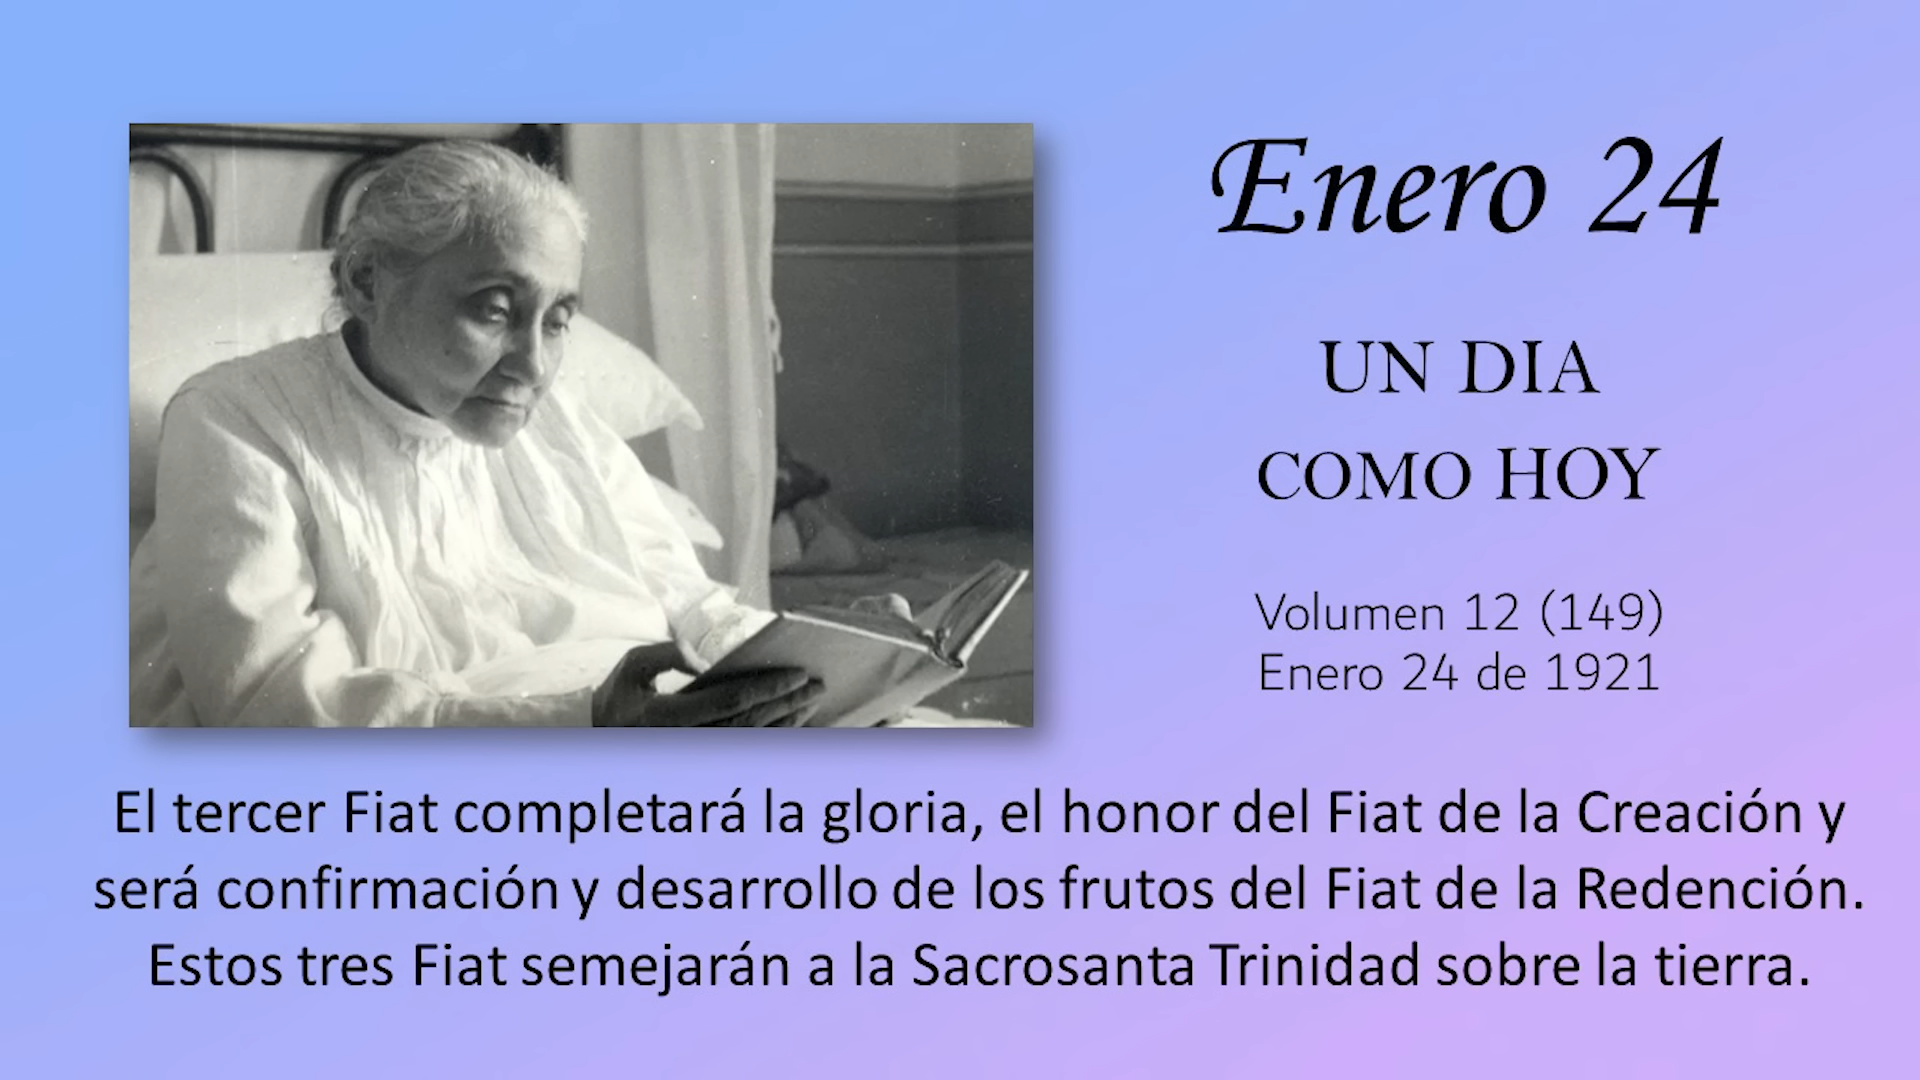 Enero 24
UN DIA
COMO HOY
Volumen 12 (149)
Enero 24 de 1921
El tercer Fiat completará la gloria, el honor del Fiat de la Creación y
será confirmación y desarrollo de los frutos del Fiat de la Redención.
Estos tres Fiat semejarán a la Sacrosanta Trinidad sobre la tierra.